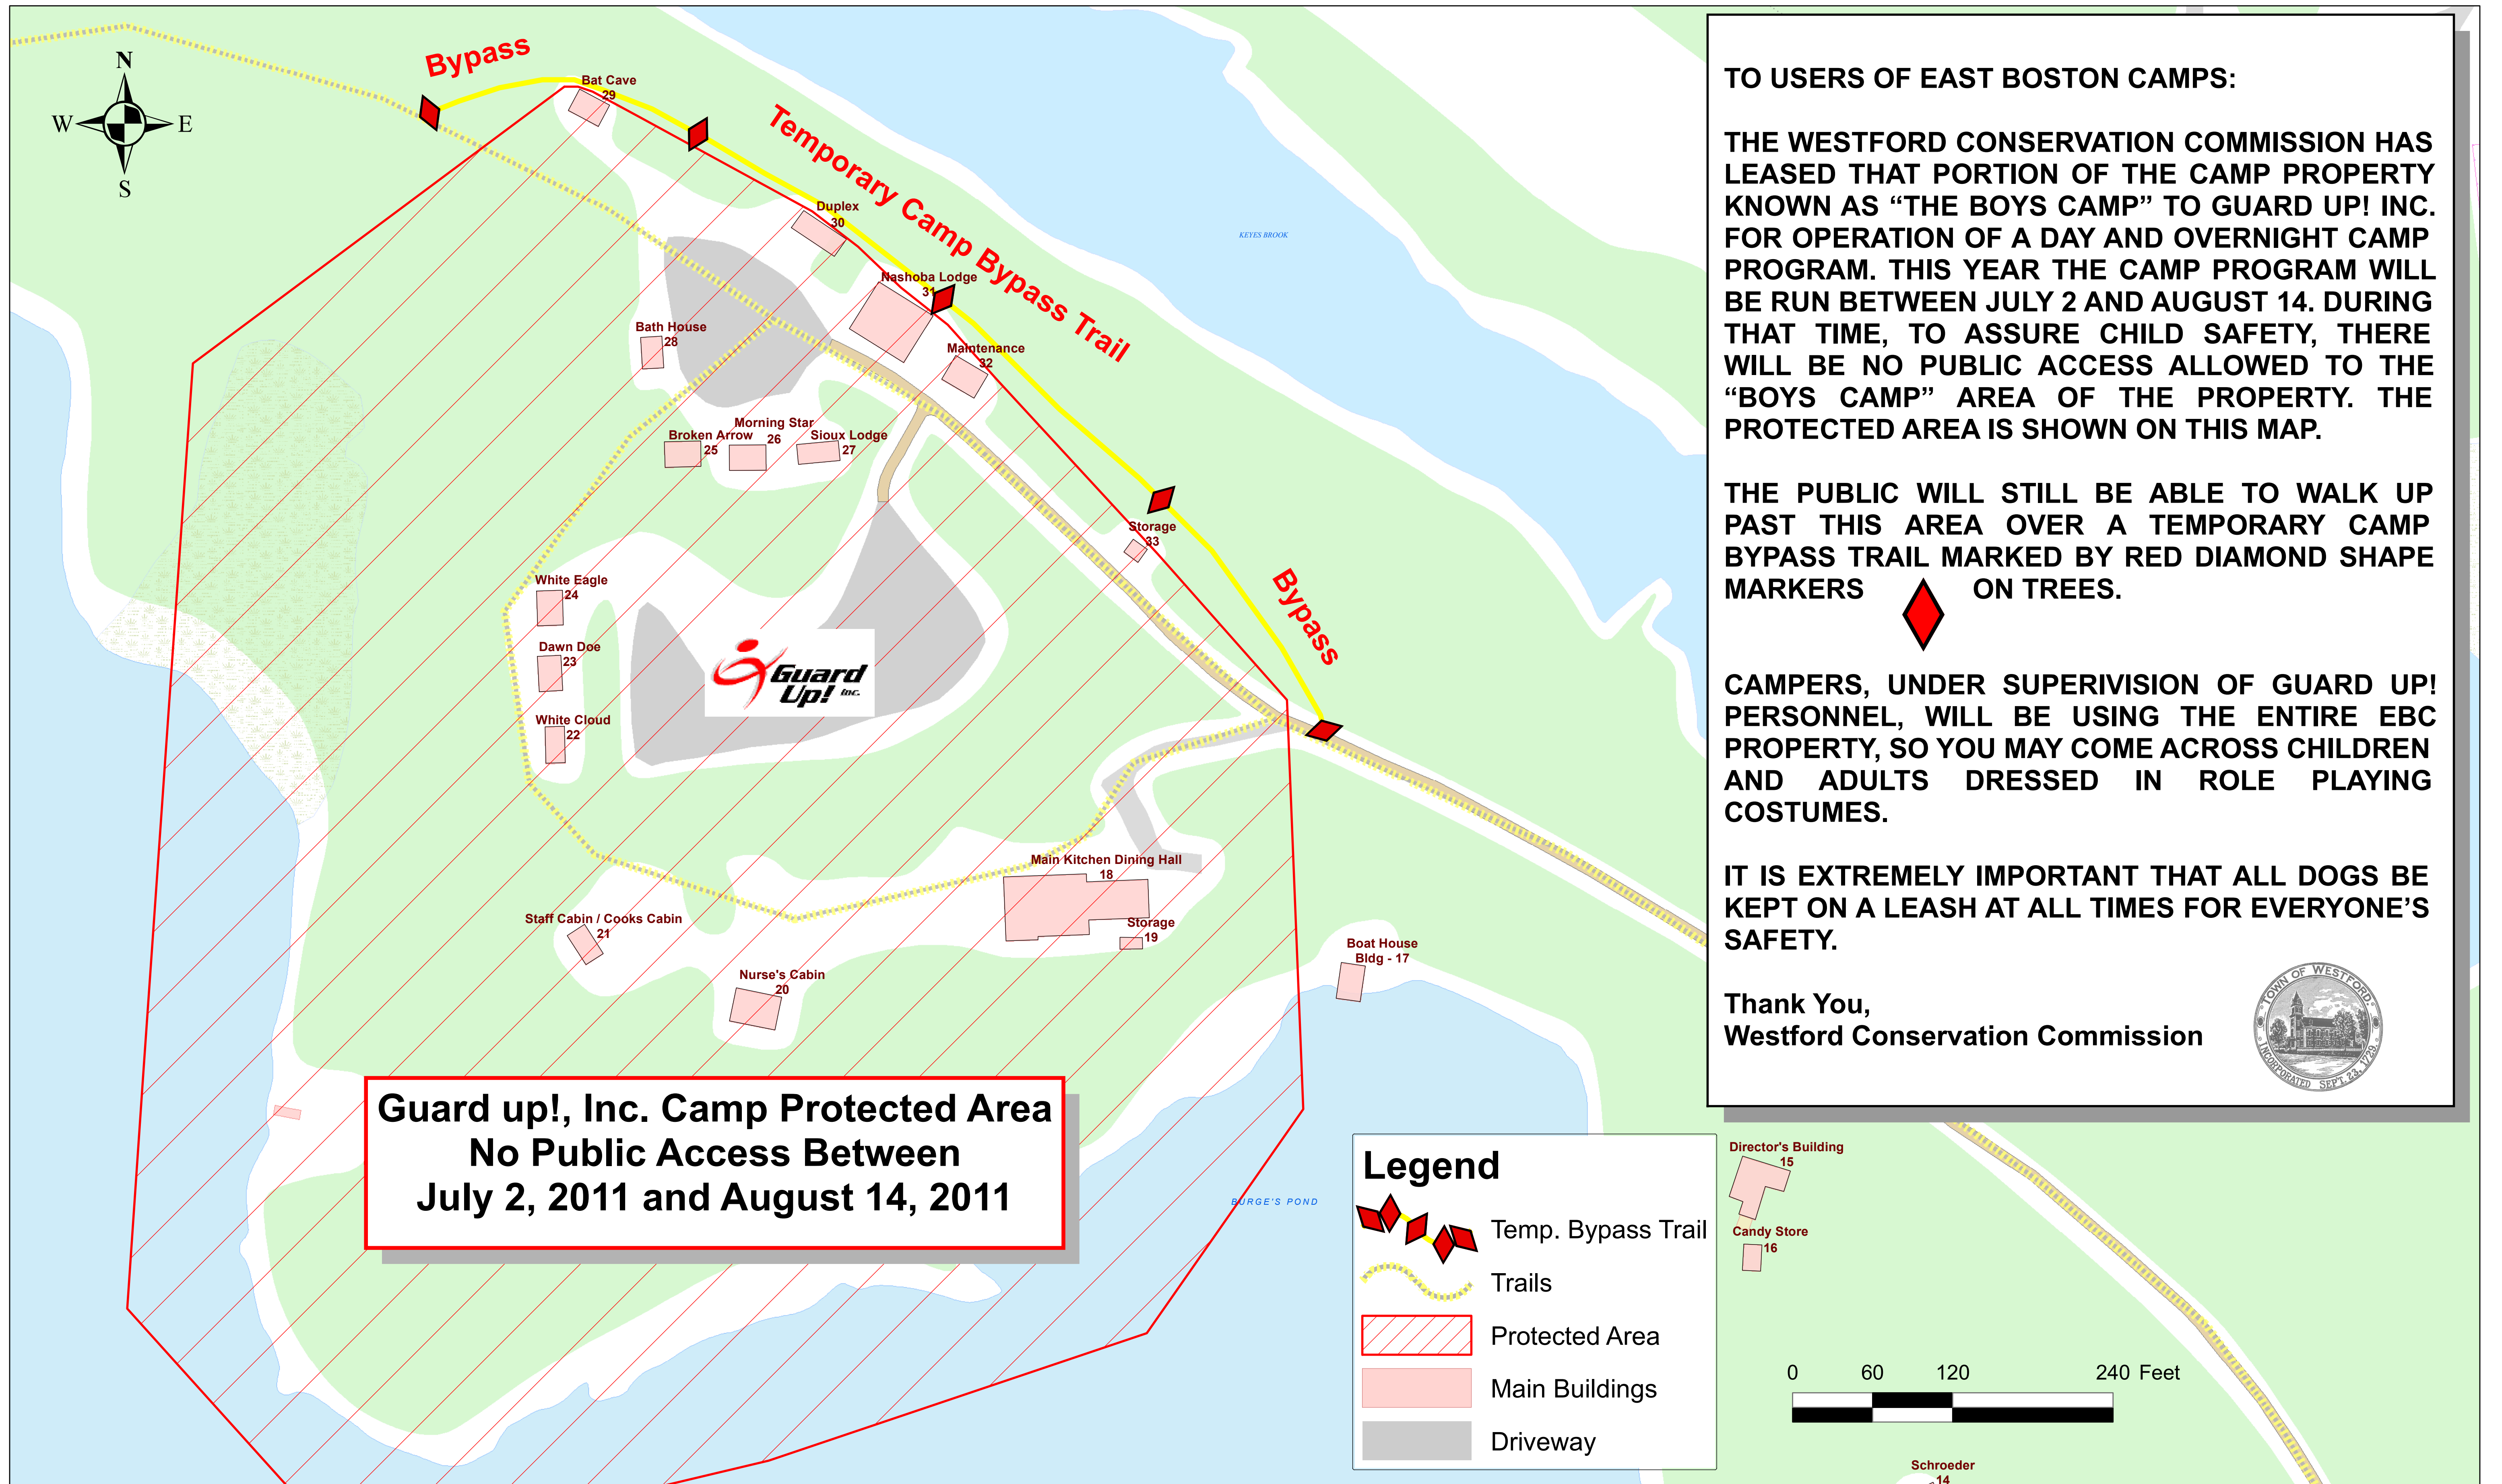 N
W
E
S
Bypass
Bat Cave
29
Temporary Camp Bypass Trail
Duplex
30
KEYES BROOK
Nashoba Lodge
31
Bath House
28
Maintenance
32
Morning Star
26
Broken Arrow
25
Sioux Lodge
27
Storage
33
Bypass
White Eagle
24
Dawn Doe
23
White Cloud
22
Guard
Up! Inc.
Main Kitchen Dining Hall
18
Storage
19
Staff Cabin / Cooks Cabin
21
Nurse's Cabin
20
Boat House
Bldg - 17
Guard up!, Inc. Camp Protected Area
No Public Access Between
July 2, 2011 and August 14, 2011
BURGE'S POND
TO USERS OF EAST BOSTON CAMPS:
THE WESTFORD CONSERVATION COMMISSION HAS
LEASED THAT PORTION OF THE CAMP PROPERTY
KNOWN AS “THE BOYS CAMP” TO GUARD UP! INC.
FOR OPERATION OF A DAY AND OVERNIGHT CAMP
PROGRAM. THIS YEAR THE CAMP PROGRAM WILL
BE RUN BETWEEN JULY 2 AND AUGUST 14. DURING
THAT TIME, TO ASSURE CHILD SAFETY, THERE
WILL BE NO PUBLIC ACCESS ALLOWED TO THE
“BOYS CAMP” AREA OF THE PROPERTY. THE
PROTECTED AREA IS SHOWN ON THIS MAP.
THE PUBLIC WILL STILL BE ABLE TO WALK UP
PAST THIS AREA OVER A TEMPORARY CAMP
BYPASS TRAIL MARKED BY RED DIAMOND SHAPE
MARKERS ON TREES.
CAMPERS, UNDER SUPERIVISION OF GUARD UP!
PERSONNEL, WILL BE USING THE ENTIRE EBC
PROPERTY, SO YOU MAY COME ACROSS CHILDREN
AND ADULTS DRESSED IN ROLE PLAYING
COSTUMES.
IT IS EXTREMELY IMPORTANT THAT ALL DOGS BE
KEPT ON A LEASH AT ALL TIMES FOR EVERYONE’S
SAFETY.
Thank You,
Westford Conservation Commission
TOWN OF WESTFORD.
INCORPORATED SEPT. 23, 1729.
Legend
Temp. Bypass Trail
Trails
Protected Area
Main Buildings
Driveway
Director's Building
15
Candy Store
16
0 60 120 240 Feet
Schroeder
14